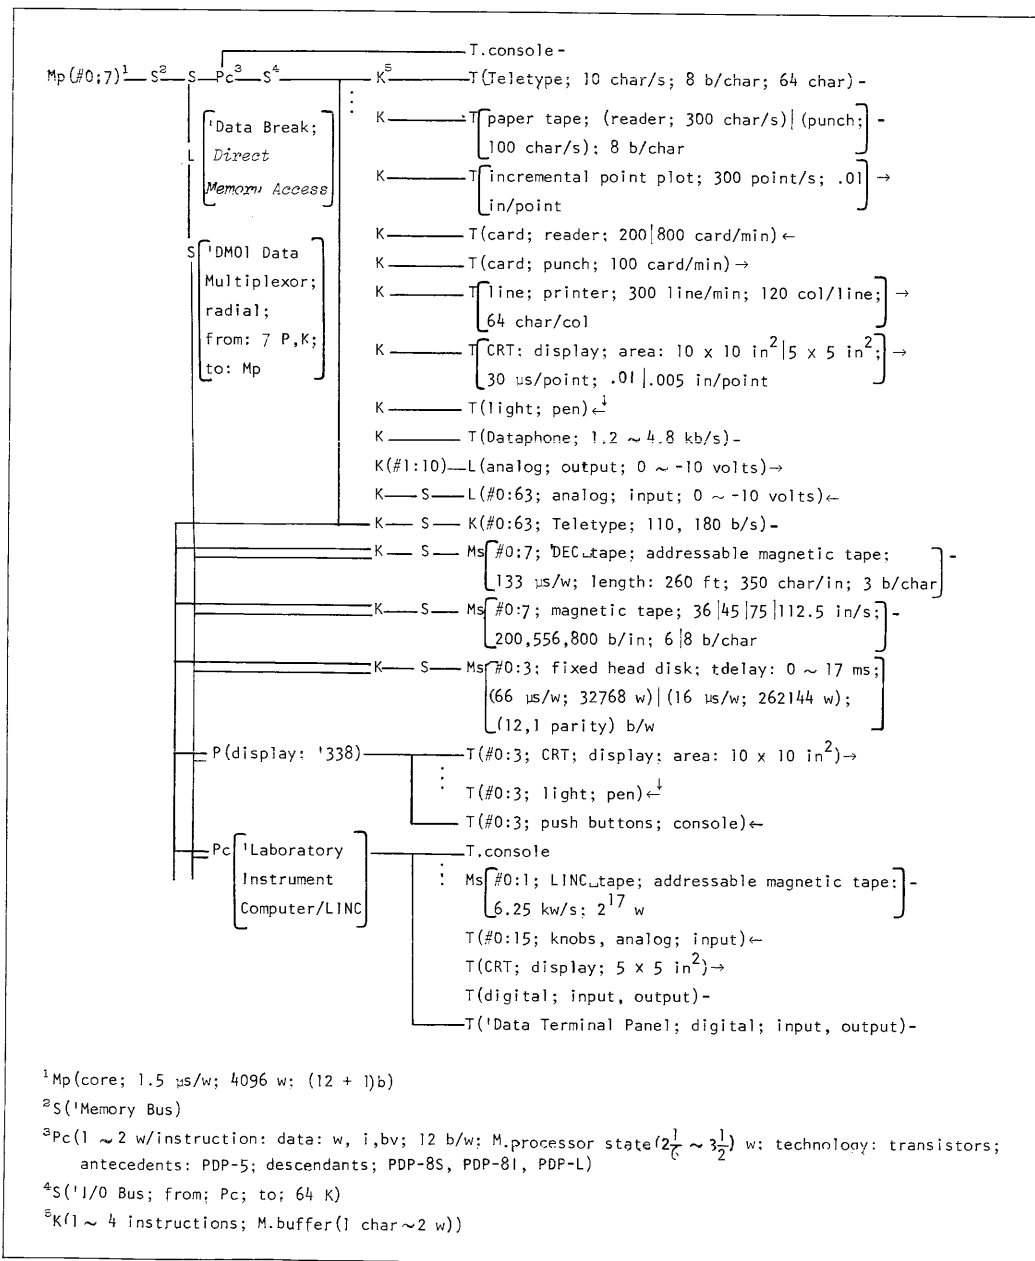 T.console-
Mp(#0:7)¹ S² S Pc³ S⁴ K⁵ T(Teletype; 10 char/s; 8 b/char; 64 char)-
'Data Break; Direct Memory Access
L
K T[paper tape; (reader; 300 char/s)|(punch; -
100 char/s); 8 b/char]
K T[incremental point plot; 300 point/s; .01 →
in/point]
K T(card; reader; 200|800 card/min)←
S['DM01 Data
Multiplexor;
radial;
from: 7 P,K;
to: Mp]
K T(card; punch; 100 card/min)→
K T[line; printer; 300 line/min; 120 col/line; →
64 char/col]
K T[CRT: display; area: 10 x 10 in²|5 x 5 in²; →
30 µs/point; .01|.005 in/point]
K T(light; pen)←↓
K T(Dataphone; 1.2 ~ 4.8 kb/s)-
K(#1:10) L(analog; output; 0 ~ -10 volts)→
K S L(#0:63; analog; input; 0 ~ -10 volts)←
K S K(#0:63; Teletype; 110, 180 b/s)-
K S Ms[#0:7; 'DEC␣tape; addressable magnetic tape; -
133 µs/w; length: 260 ft; 350 char/in; 3 b/char]
K S Ms[#0:7; magnetic tape; 36|45|75|112.5 in/s; -
200,556,800 b/in; 6|8 b/char]
K S Ms[#0:3; fixed head disk; tdelay: 0 ~ 17 ms; -
(66 µs/w; 32768 w)|(16 µs/w; 262144 w);
(12,1 parity) b/w]
P(display: '338) T(#0:3; CRT; display; area: 10 x 10 in²)→
T(#0:3; light; pen)←↓
T(#0:3; push buttons; console)←
Pc['Laboratory
Instrument
Computer/LINC]
T.console
Ms[#0:1; LINC␣tape; addressable magnetic tape: -
6.25 kw/s; 2¹⁷ w]
T(#0:15; knobs, analog; input)←
T(CRT; display; 5 x 5 in²)→
T(digital; input, output)-
T('Data Terminal Panel; digital; input, output)-
¹Mp(core; 1.5 µs/w; 4096 w; (12 + 1)b)
²S('Memory Bus)
³Pc(1 ~ 2 w/instruction: data: w, i,bv; 12 b/w; M.processor state( ~ 3½) w: technology: transistors;
antecedents: PDP-5; descendants; PDP-8S, PDP-8I, PDP-L)
⁴S('I/O Bus; from; Pc; to; 64 K)
⁵K(1 ~ 4 instructions; M.buffer(1 char~2 w))